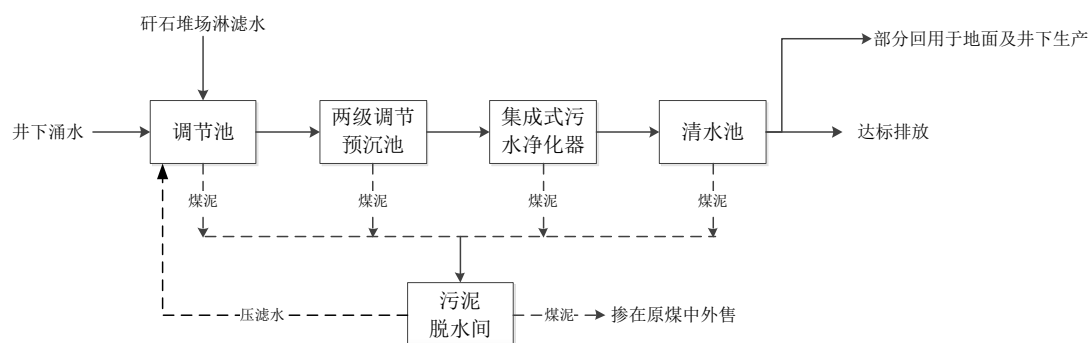 矸石堆场淋滤水
部分回用于地面及井下生产
井下涌水
调节池
两级调节
预沉池
集成式污
水净化器
清水池
达标排放
煤泥
煤泥
煤泥
煤泥
压滤水
污泥
脱水间
煤泥
掺在原煤中外售